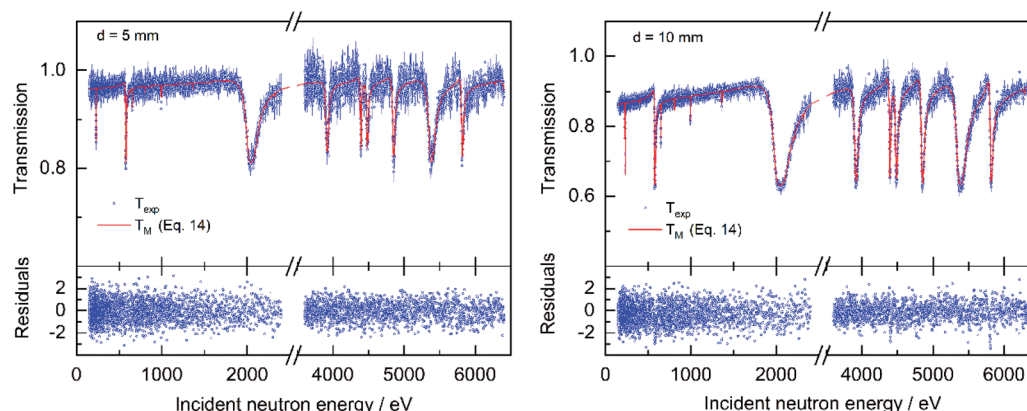 d = 5 mm
Transmission
1.0
0.8
T_exp
T_M (Eq. 14)
Residuals
2
0
-2
0 1000 2000 4000 5000 6000
Incident neutron energy / eV
d = 10 mm
Transmission
1.0
0.8
0.6
T_exp
T_M (Eq. 14)
Residuals
2
0
-2
0 1000 2000 4000 5000 6000
Incident neutron energy / eV